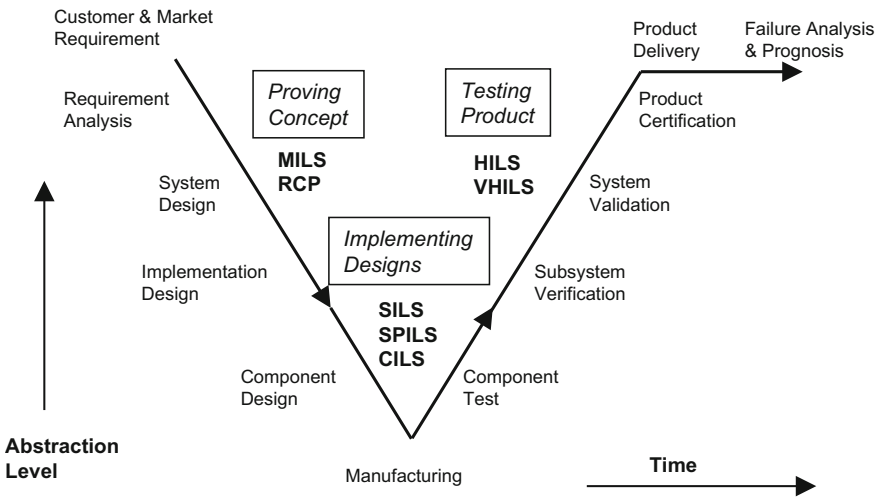 Customer & Market
Requirement
Requirement
Analysis
System
Design
Implementation
Design
Component
Design
Manufacturing
Proving
Concept
MILS
RCP
Implementing
Designs
SILS
SPILS
CILS
Testing
Product
HILS
VHILS
Component
Test
Subsystem
Verification
System
Validation
Product
Certification
Product
Delivery
Failure Analysis
& Prognosis
Abstraction
Level
Time